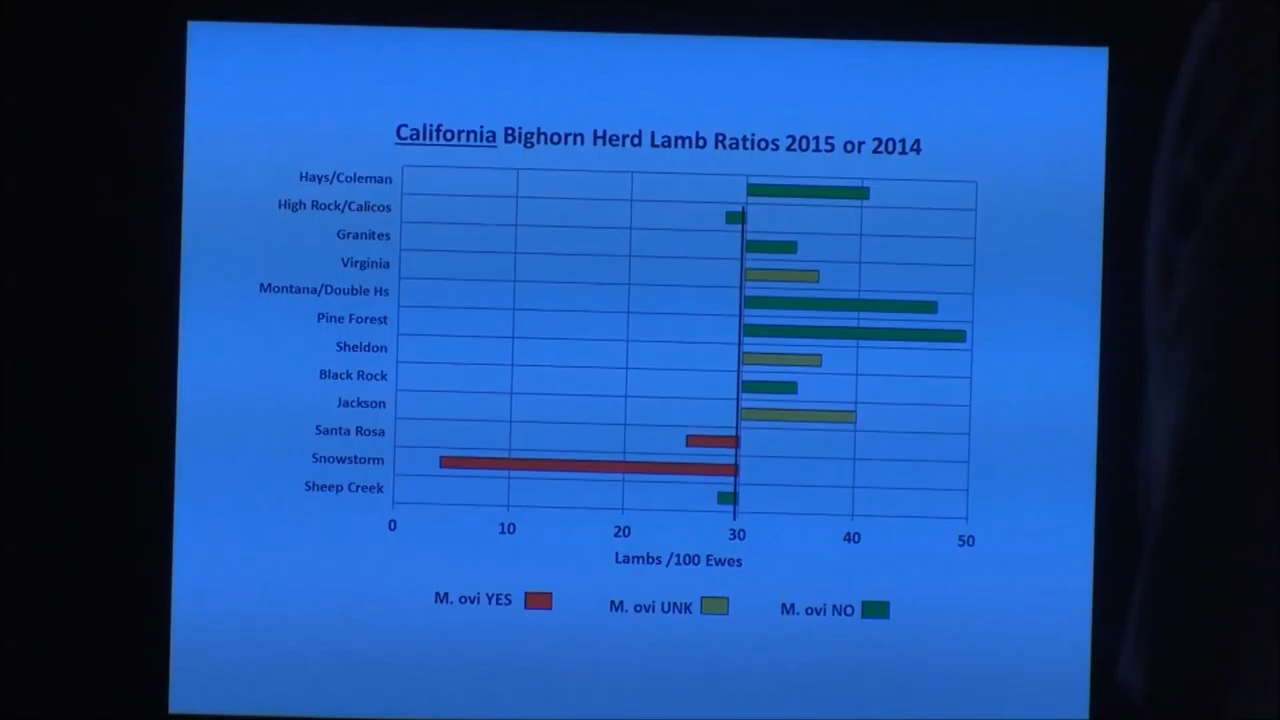 California Bighorn Herd Lamb Ratios 2015 or 2014
Hays/Coleman
High Rock/Calicos
Granites
Virginia
Montana/Double Hs
Pine Forest
Sheldon
Black Rock
Jackson
Santa Rosa
Snowstorm
Sheep Creek
0 10 20 30 40 50
Lambs /100 Ewes
M. ovi YES M. ovi UNK M. ovi NO